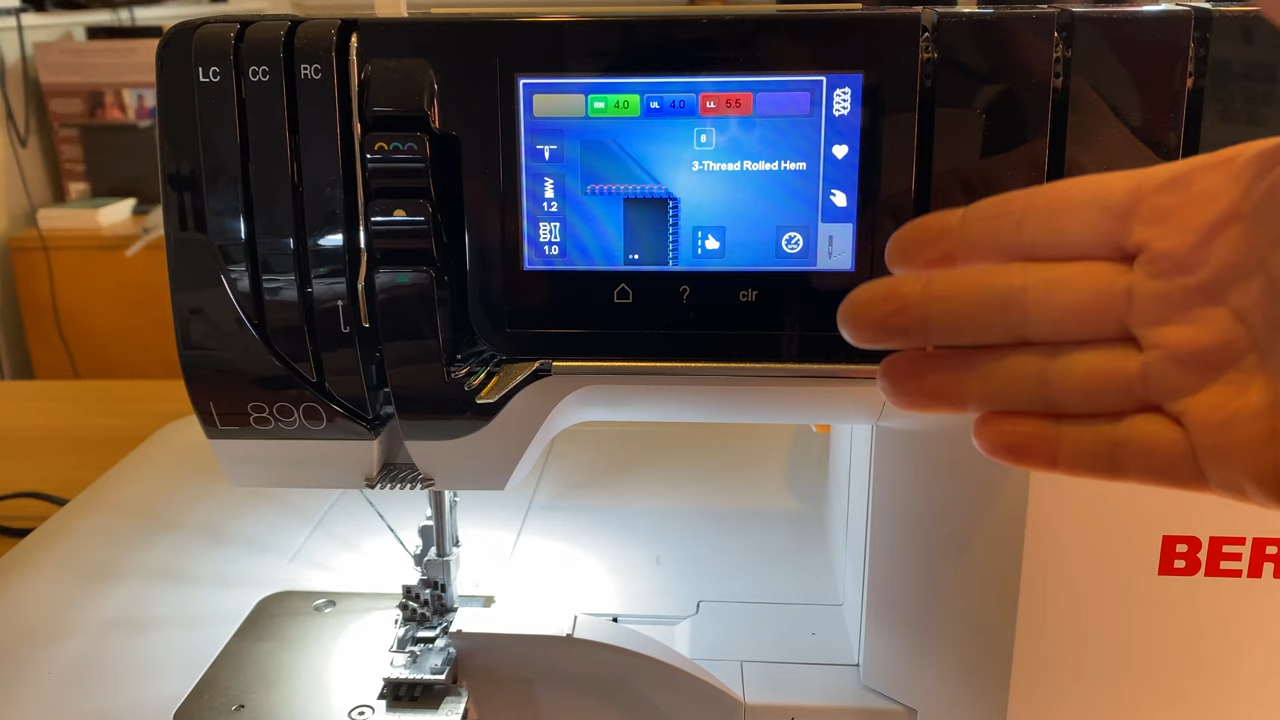 LC CC RC
RN 4.0 UL 4.0 LL 5.5
8
3-Thread Rolled Hem
1.2
1.0
? clr
L 890
BER